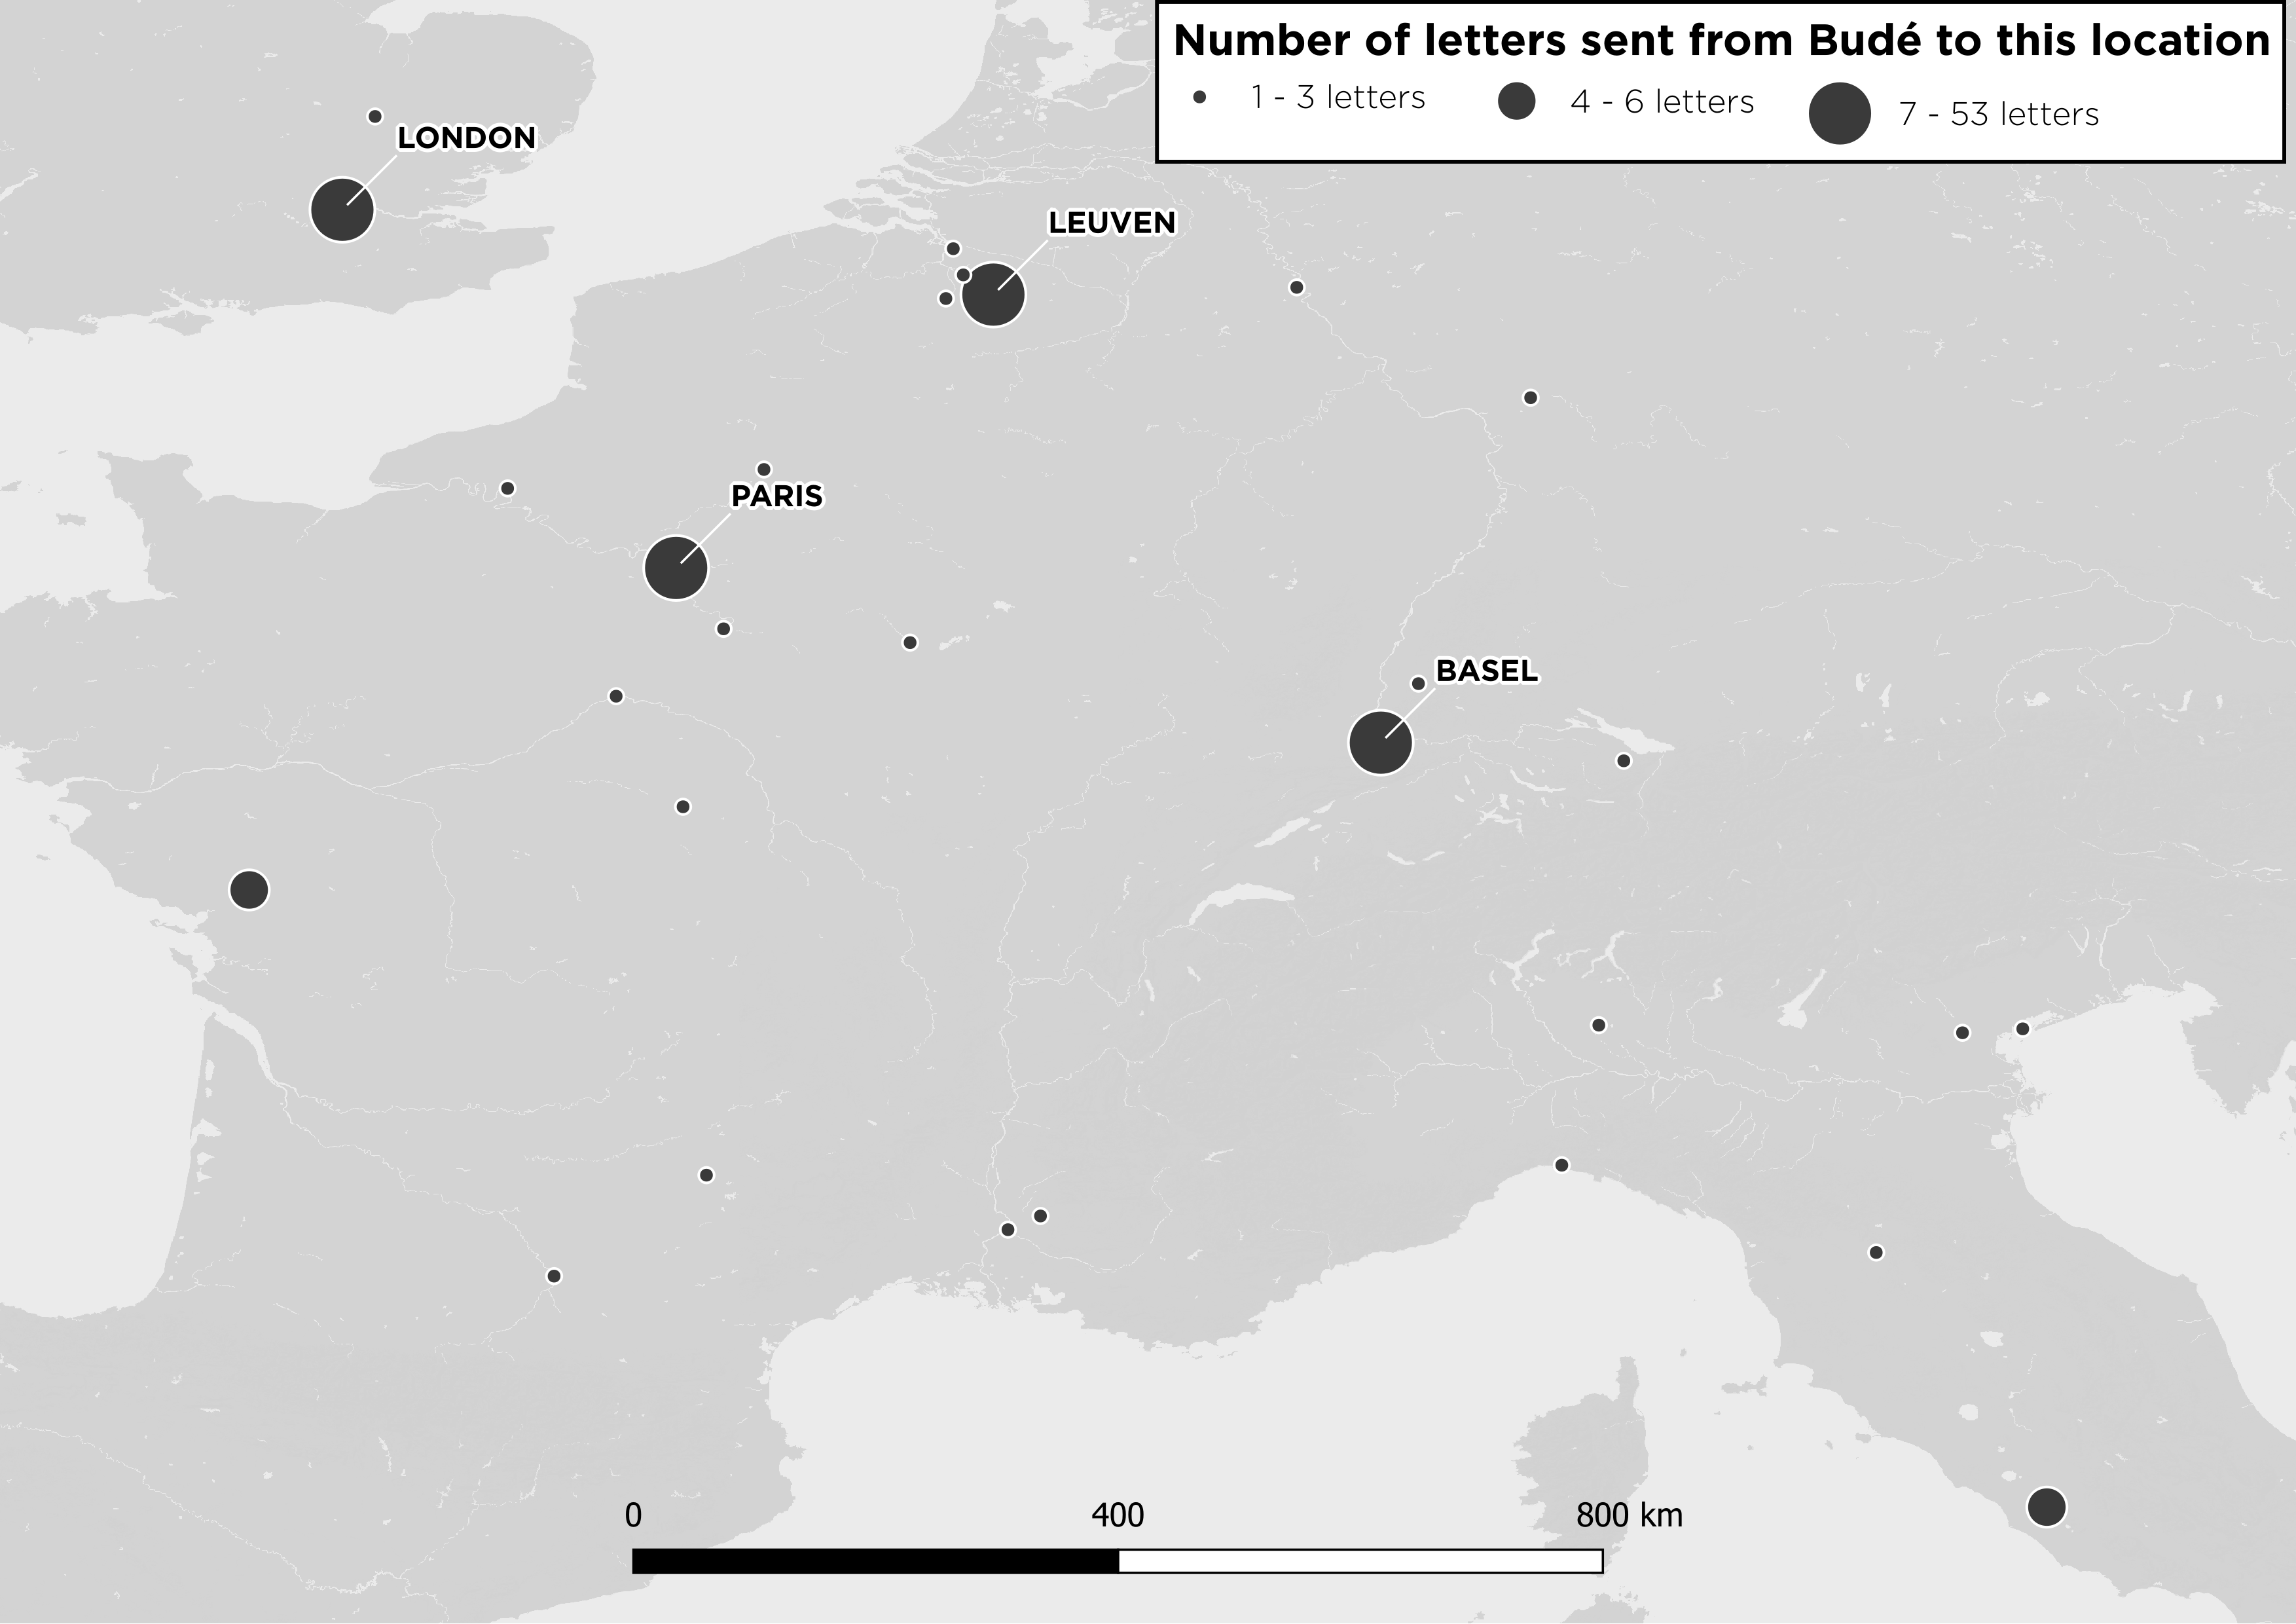 Number of letters sent from Budé to this location
1 - 3 letters 4 - 6 letters 7 - 53 letters
LONDON
LEUVEN
PARIS
BASEL
0 400 800 km